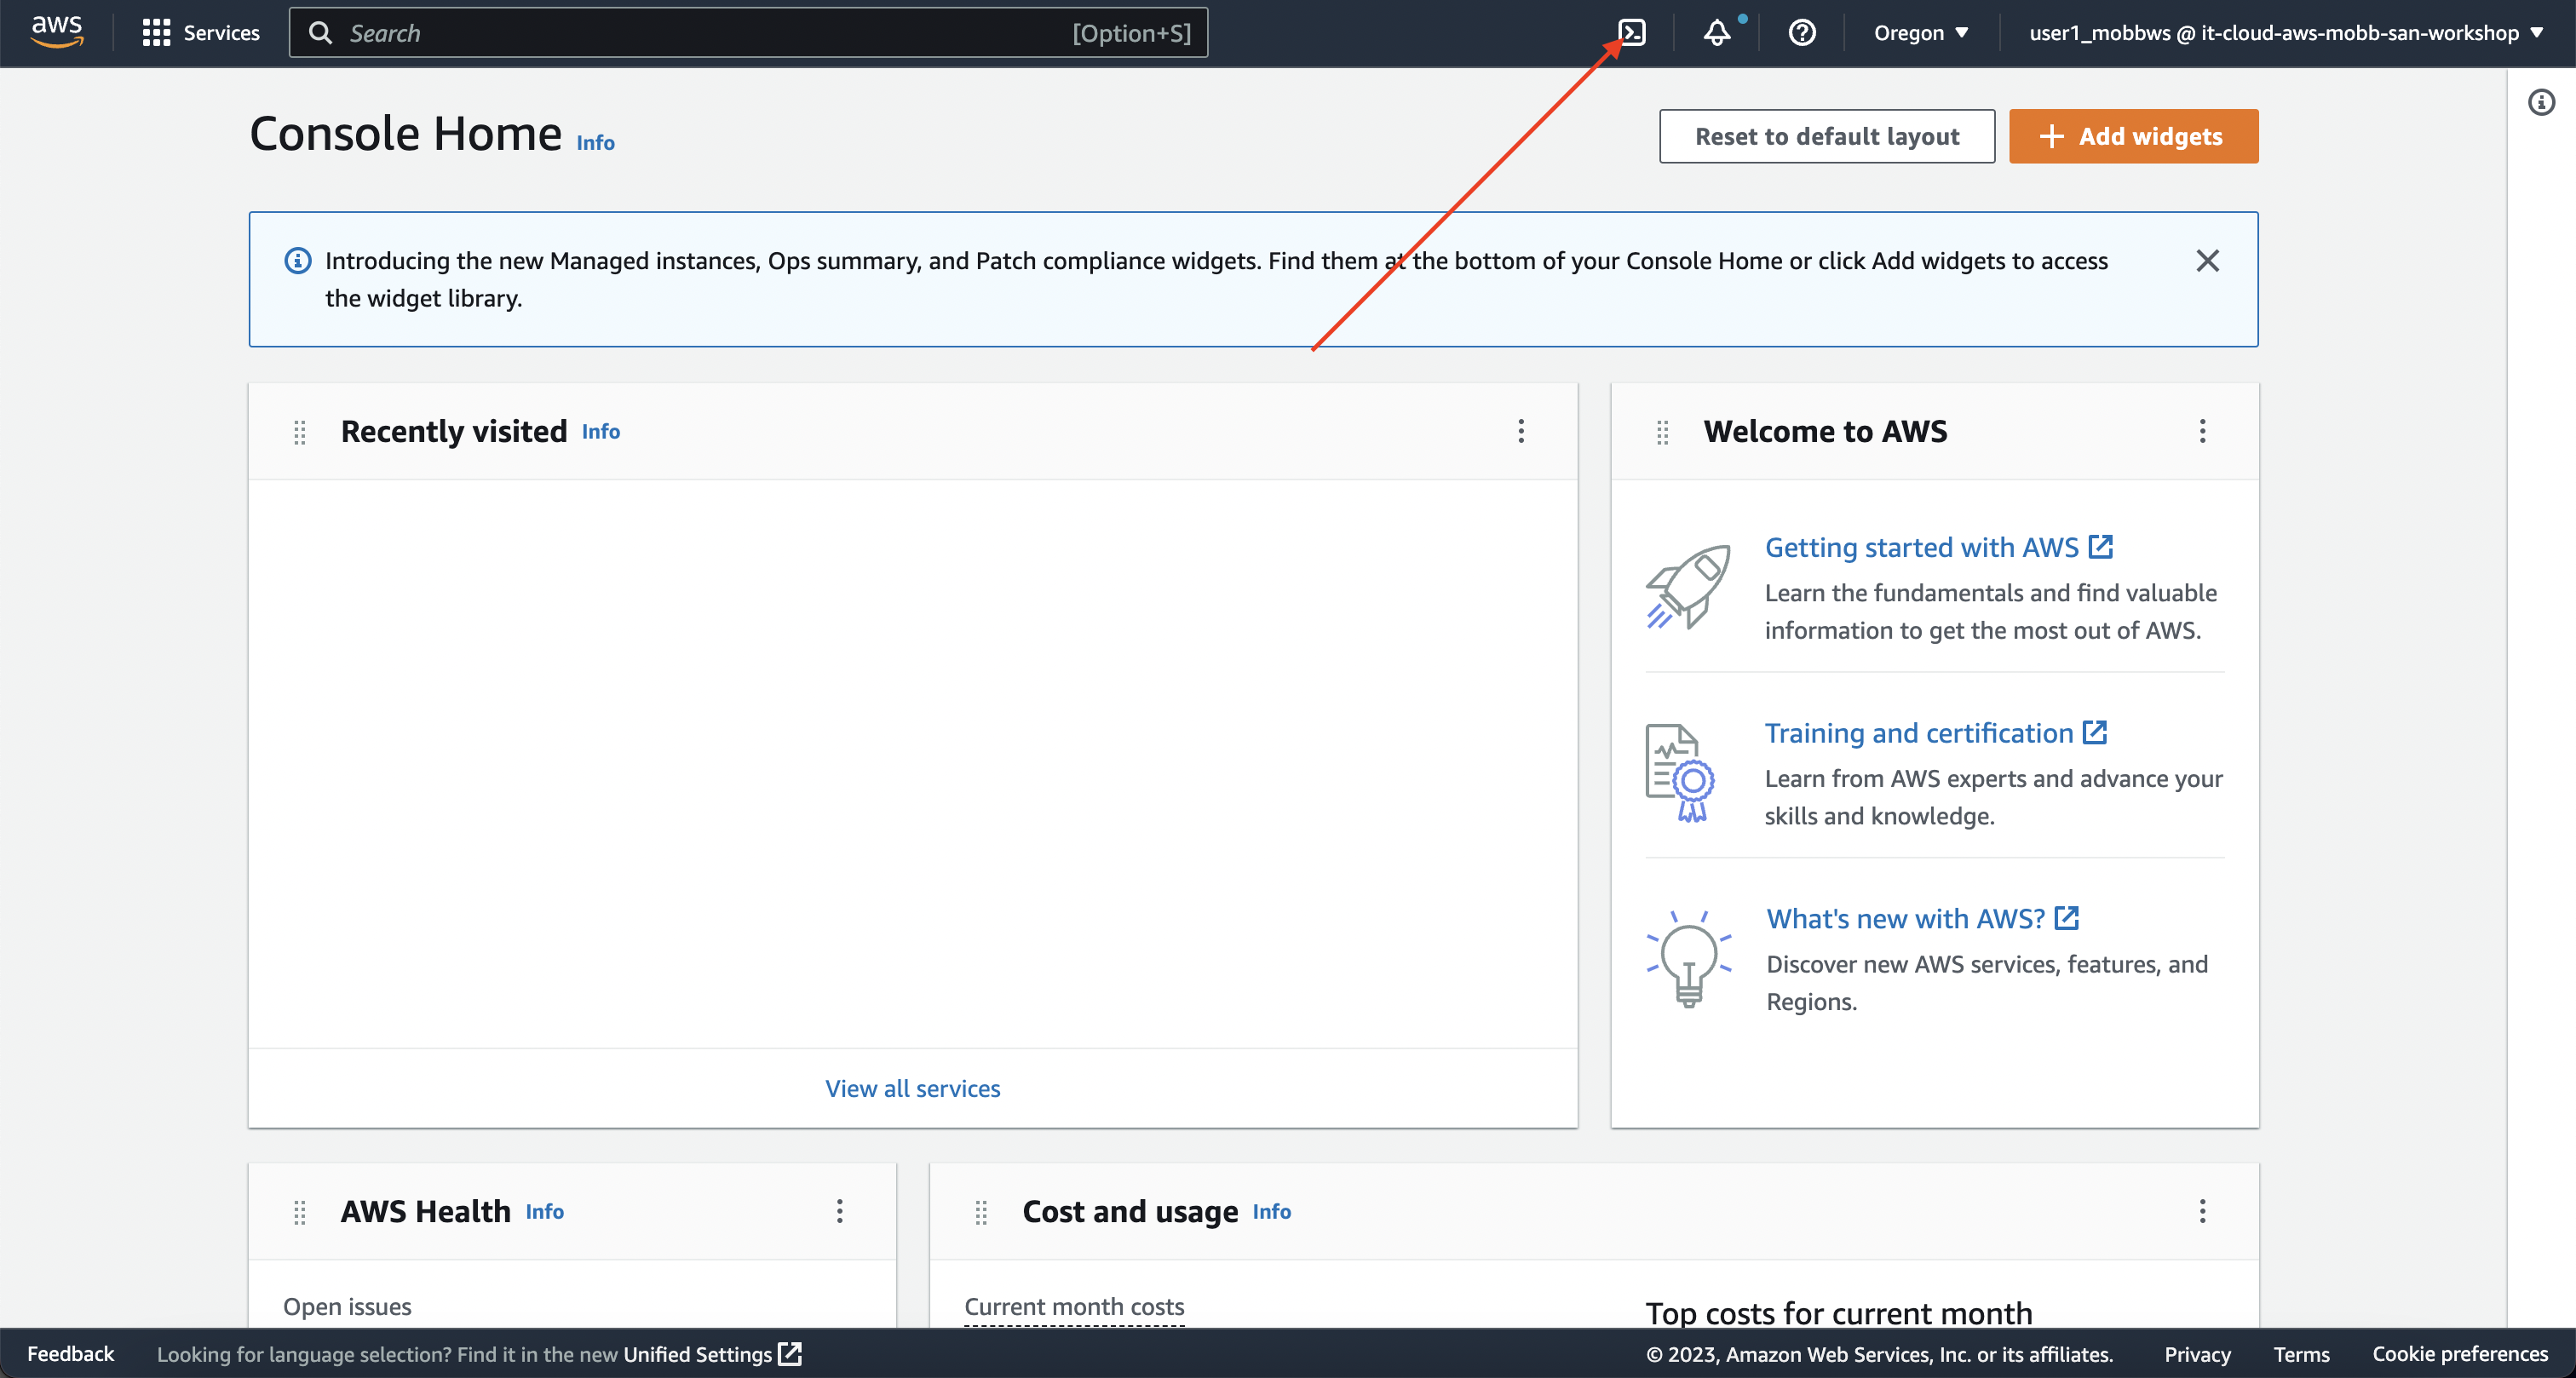 aws
Services
Search
[Option+S]
Oregon
user1_mobbws @ it-cloud-aws-mobb-san-workshop
Console Home Info
Reset to default layout
Add widgets
Introducing the new Managed instances, Ops summary, and Patch compliance widgets. Find them at the bottom of your Console Home or click Add widgets to access
the widget library.
Recently visited Info
View all services
Welcome to AWS
Getting started with AWS
Learn the fundamentals and find valuable
information to get the most out of AWS.
Training and certification
Learn from AWS experts and advance your
skills and knowledge.
What's new with AWS?
Discover new AWS services, features, and
Regions.
AWS Health Info
Open issues
Cost and usage Info
Current month costs
Top costs for current month
Feedback
Looking for language selection? Find it in the new Unified Settings
© 2023, Amazon Web Services, Inc. or its affiliates.
Privacy
Terms
Cookie preferences